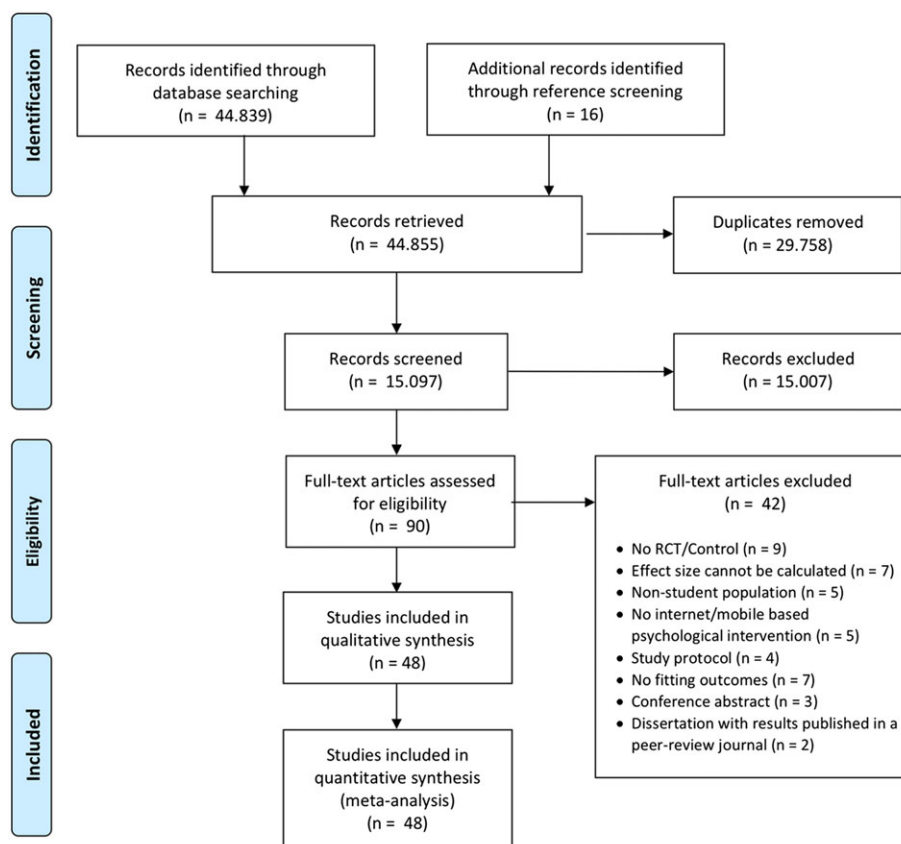 Identification
Records identified through
database searching
(n = 44.839)
Additional records identified
through reference screening
(n = 16)
Records retrieved
(n = 44.855)
Duplicates removed
(n = 29.758)
Screening
Records screened
(n = 15.097)
Records excluded
(n = 15.007)
Eligibility
Full-text articles assessed
for eligibility
(n = 90)
Full-text articles excluded
(n = 42)
• No RCT/Control (n = 9)
• Effect size cannot be calculated (n = 7)
• Non-student population (n = 5)
• No internet/mobile based
psychological intervention (n = 5)
• Study protocol (n = 4)
• No fitting outcomes (n = 7)
• Conference abstract (n = 3)
• Dissertation with results published in a
peer-review journal (n = 2)
Studies included in
qualitative synthesis
(n = 48)
Included
Studies included in
quantitative synthesis
(meta-analysis)
(n = 48)